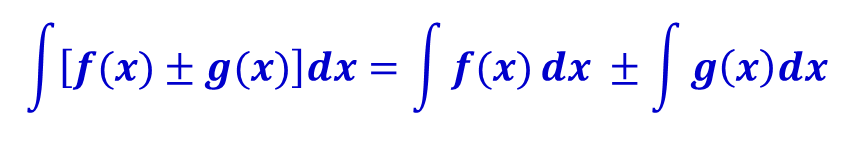 ∫[f(x) ± g(x)]dx = ∫ f(x) dx ± ∫ g(x)dx